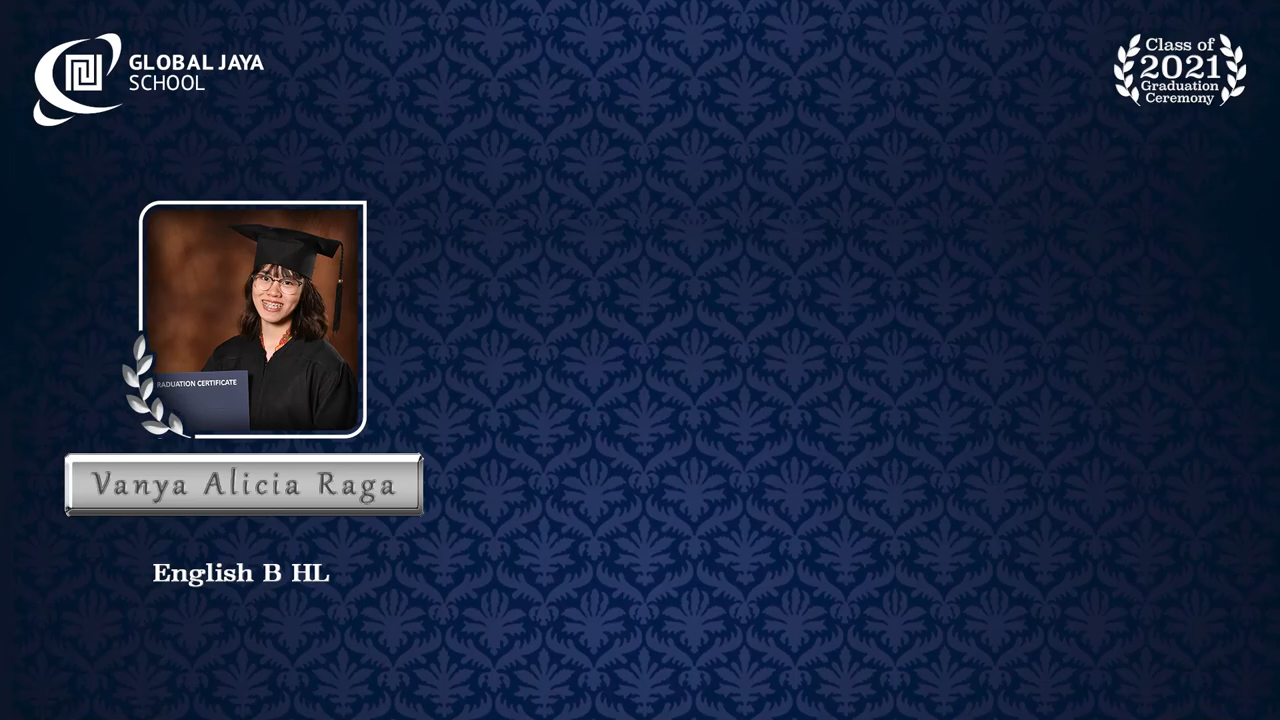 GLOBAL JAYA
SCHOOL
Class of
2021
Graduation
Ceremony
RADUATION CERTIFICATE
Vanya Alicia Raga
English B HL